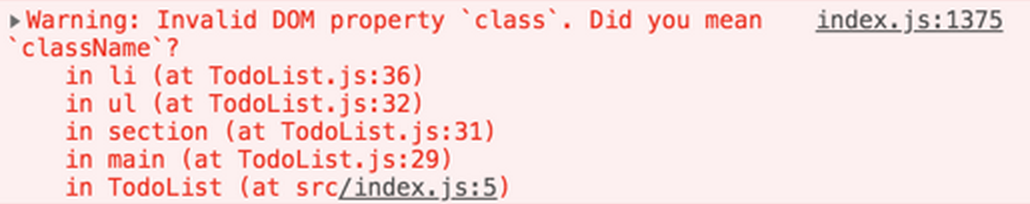 ▸Warning: Invalid DOM property `class`. Did you mean index.js:1375
`className`?
in li (at TodoList.js:36)
in ul (at TodoList.js:32)
in section (at TodoList.js:31)
in main (at TodoList.js:29)
in TodoList (at src/index.js:5)